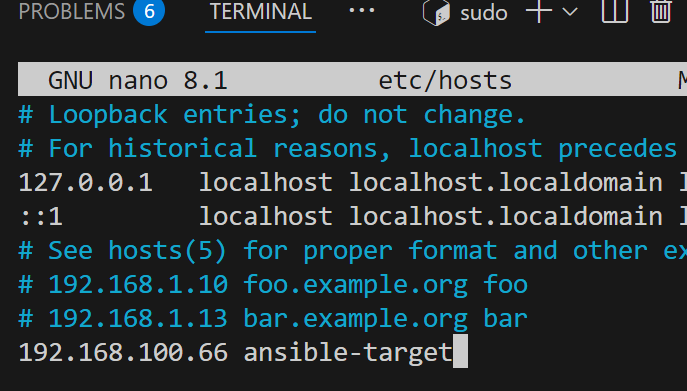 PROBLEMS 6 TERMINAL ... sudo
GNU nano 8.1 etc/hosts
# Loopback entries; do not change.
# For historical reasons, localhost precedes
127.0.0.1 localhost localhost.localdomain
::1 localhost localhost.localdomain
# See hosts(5) for proper format and other
# 192.168.1.10 foo.example.org foo
# 192.168.1.13 bar.example.org bar
192.168.100.66 ansible-target